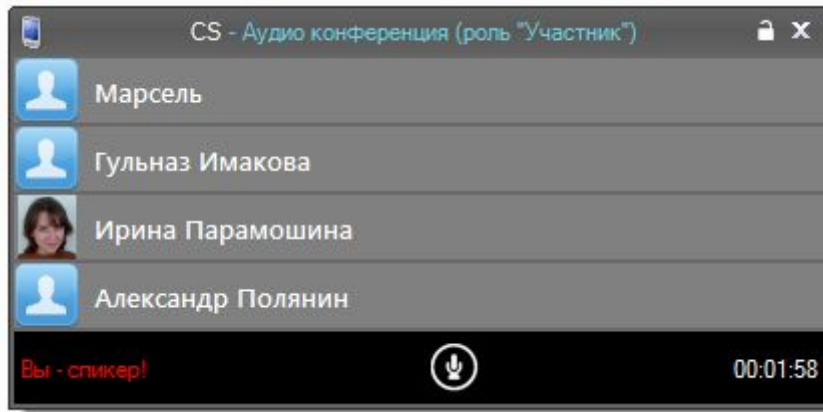 CS - Аудио конференция (роль "Участник")
Марсель
Гульназ Имакова
Ирина Парамошина
Александр Полянин
Вы - спикер! 00:01:58